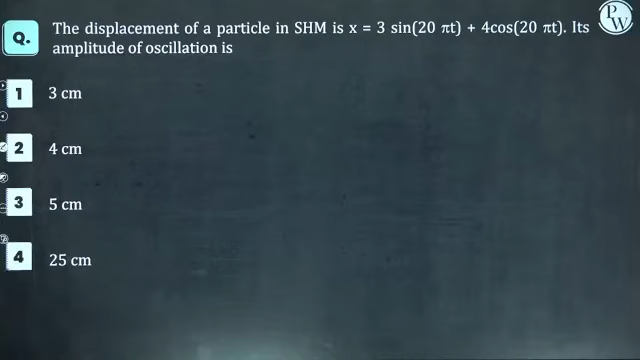 Q. The displacement of a particle in SHM is x = 3 sin(20 πt) + 4cos(20 πt). Its
amplitude of oscillation is
1 3 cm
2 4 cm
3 5 cm
4 25 cm
PW